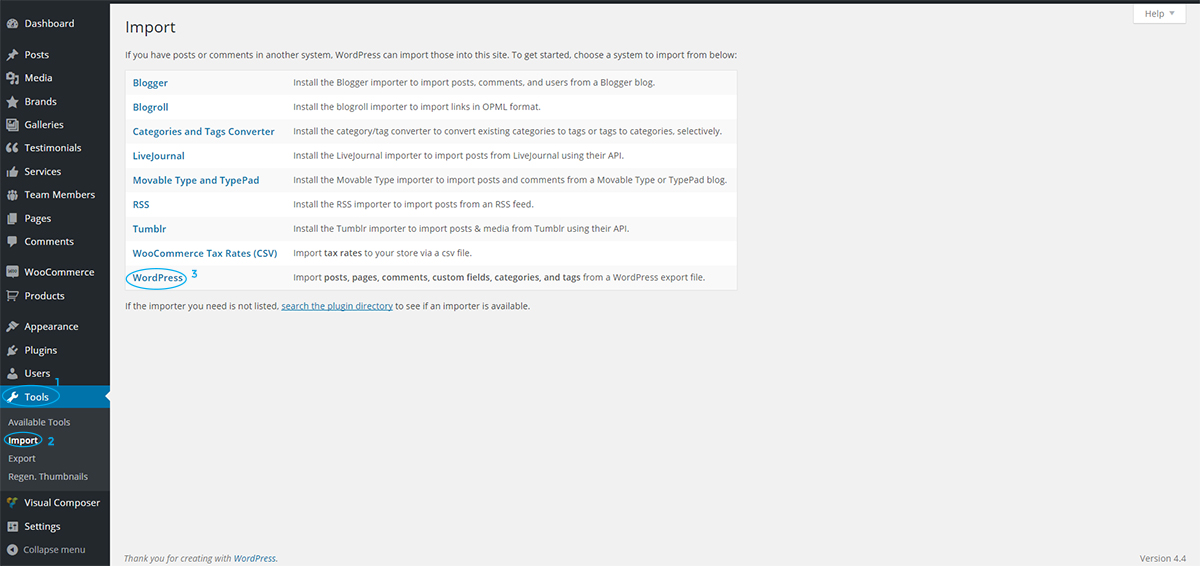 Dashboard
Posts
Media
Brands
Galleries
Testimonials
Services
Team Members
Pages
Comments
WooCommerce
Products
Appearance
Plugins
Users
1
Tools
Available Tools
Import 2
Export
Regen. Thumbnails
Visual Composer
Settings
Collapse menu
Help
Import
If you have posts or comments in another system, WordPress can import those into this site. To get started, choose a system to import from below:
Blogger Install the Blogger importer to import posts, comments, and users from a Blogger blog.
Blogroll Install the blogroll importer to import links in OPML format.
Categories and Tags Converter Install the category/tag converter to convert existing categories to tags or tags to categories, selectively.
LiveJournal Install the LiveJournal importer to import posts from LiveJournal using their API.
Movable Type and TypePad Install the Movable Type importer to import posts and comments from a Movable Type or TypePad blog.
RSS Install the RSS importer to import posts from an RSS feed.
Tumblr Install the Tumblr importer to import posts & media from Tumblr using their API.
WooCommerce Tax Rates (CSV) Import tax rates to your store via a csv file.
WordPress 3 Import posts, pages, comments, custom fields, categories, and tags from a WordPress export file.
If the importer you need is not listed, search the plugin directory to see if an importer is available.
Thank you for creating with WordPress.
Version 4.4